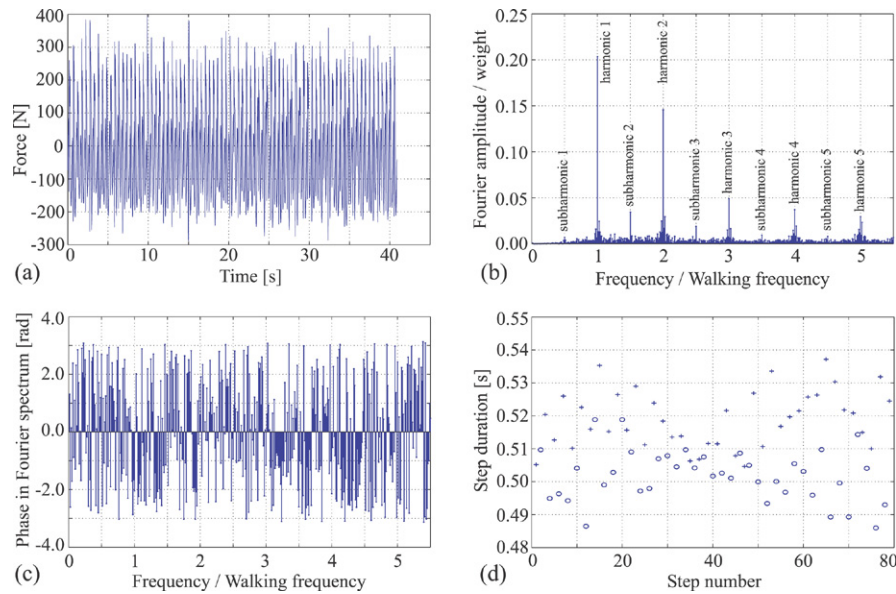 400
300
200
100
0
-100
-200
-300
Force [N]
0 10 20 30 40
Time [s]
(a)
0.25
0.20
0.15
0.10
0.05
0.00
Fourier amplitude / weight
subharmonic 1
harmonic 1
subharmonic 2
harmonic 2
subharmonic 3
harmonic 3
subharmonic 4
harmonic 4
subharmonic 5
harmonic 5
1 2 3 4 5
Frequency / Walking frequency
(b)
4.0
2.0
0.0
-2.0
-4.0
Phase in Fourier spectrum [rad]
0 1 2 3 4 5
Frequency / Walking frequency
(c)
0.55
0.53
0.52
0.51
0.50
0.49
0.48
Step duration [s]
0 20 40 60 80
Step number
(d)